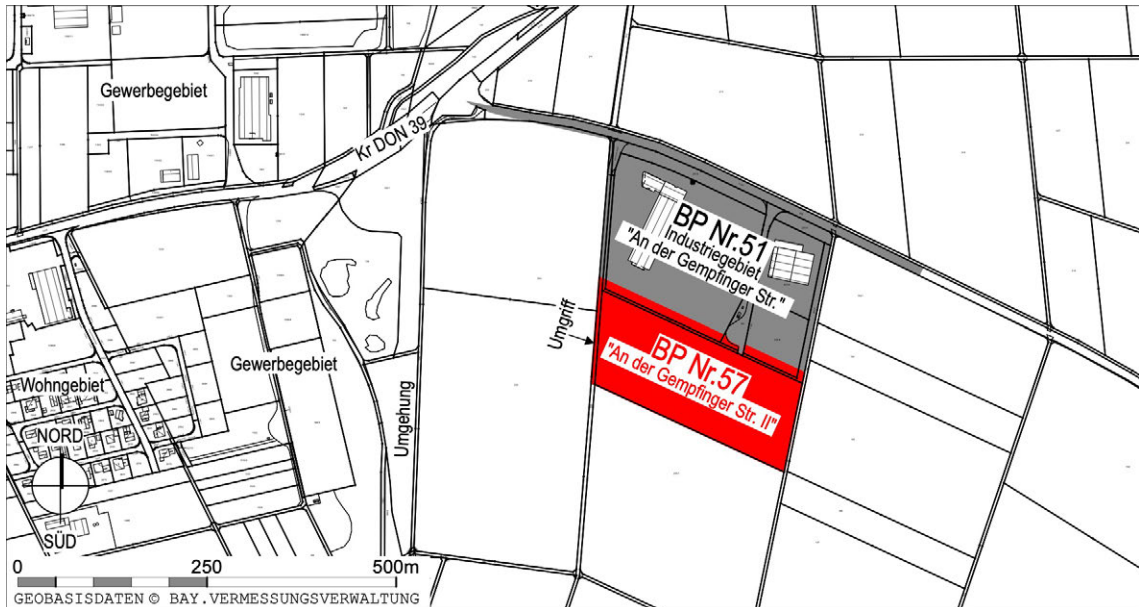 Gewerbegebiet
Kr DON 39
BP Nr.51
Industriegebiet
"An der Gempfinger Str."
Umgriff
BP Nr.57
"An der Gempfinger Str. II"
Gewerbegebiet
Umgehung
Wohngebiet
NORD
SÜD
0 250 500m
GEOBASISDATEN © BAY.VERMESSUNGSVERWALTUNG